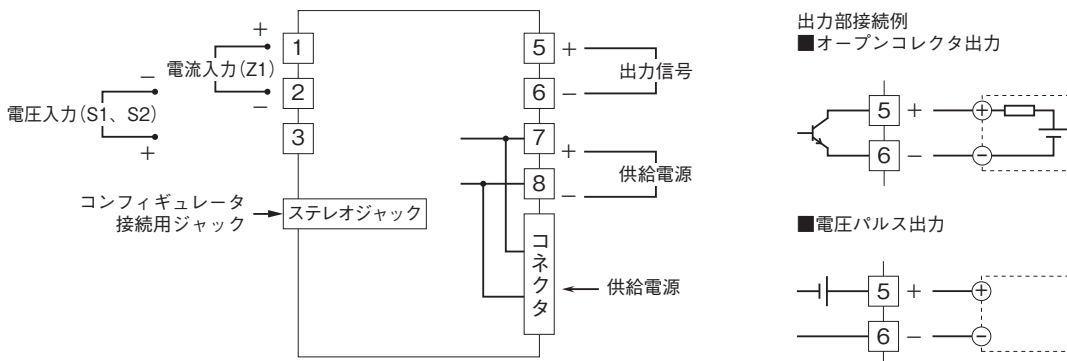 +
1
電流入力(Z1)
−
2
−
電圧入力(S1、S2)
+
3
コンフィギュレータ
接続用ジャック
ステレオジャック
5
+
出力信号
6
−
7
+
供給電源
8
−
コネクタ
供給電源
出力部接続例
■オープンコレクタ出力
5
+
+
6
−
−
■電圧パルス出力
5
+
+
6
−
−